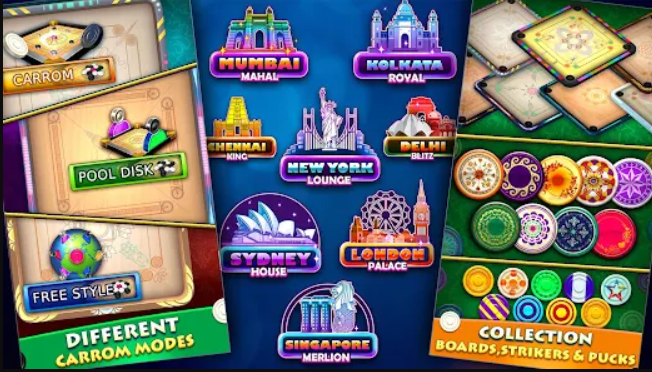 CARROM
POOL DISK
FREE STYLE
DIFFERENT
CARROM MODES
MUMBAI
MAHAL
KOLKATA
ROYAL
CHENNAI
KING
NEW YORK
LOUNGE
DELHI
BLITZ
SYDNEY
HOUSE
LONDON
PALACE
SINGAPORE
MERLION
COLLECTION
BOARDS,STRIKERS & PUCKS